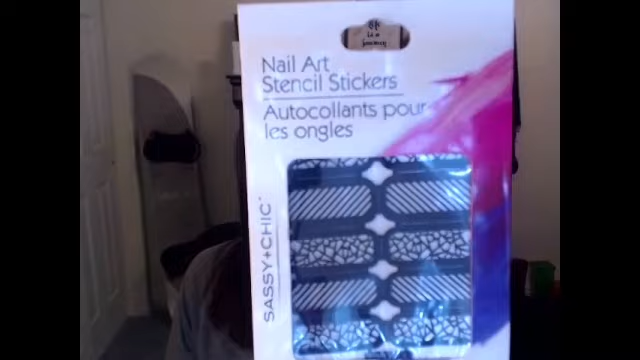 Nail Art
Stencil Stickers
Autocollants pour
les ongles
SASSY+CHIC